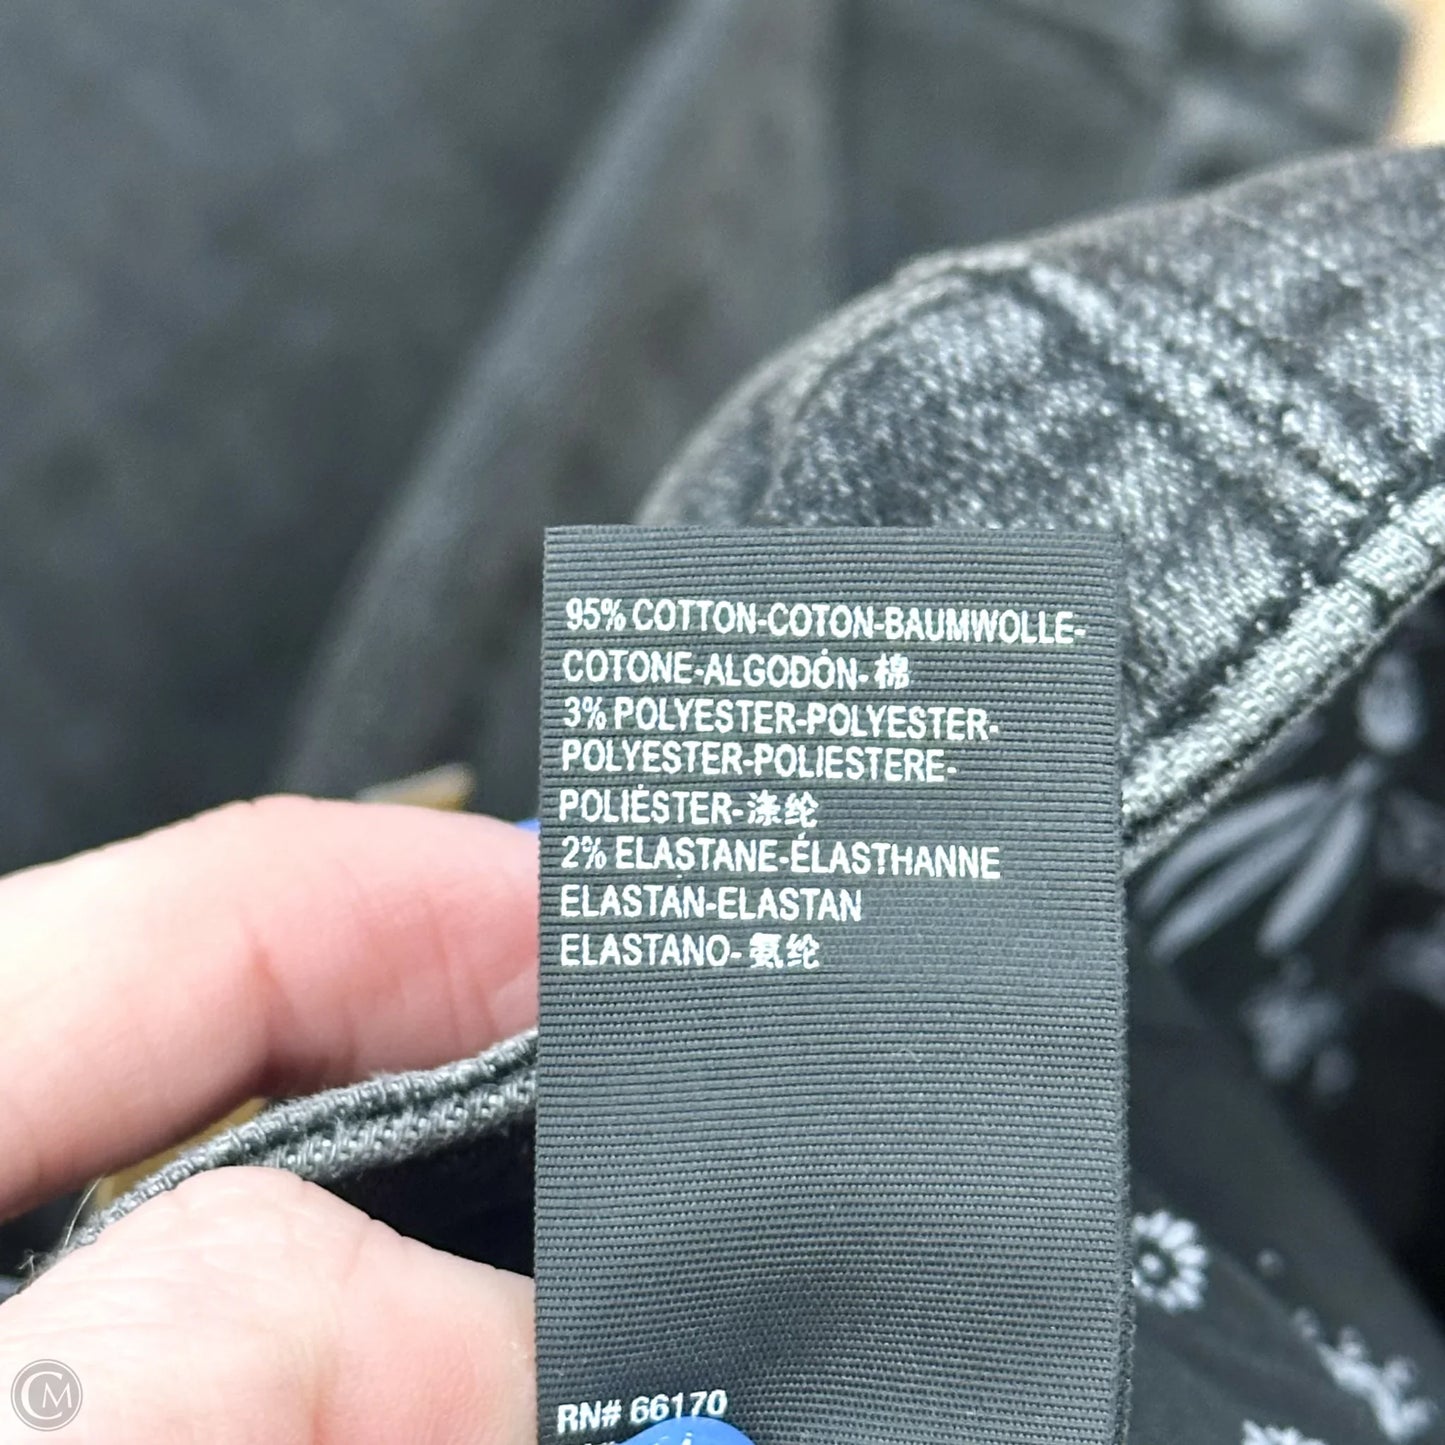 95% COTTON-COTON-BAUMWOLLE-
COTONE-ALGODÓN-棉
3% POLYESTER-POLYESTER-
POLYESTER-POLIESTERE-
POLIÉSTER-涤纶
2% ELASTANE-ÉLASTHANNE
ELASTAN-ELASTAN
ELASTANO-氨纶
RN# 66170
CM